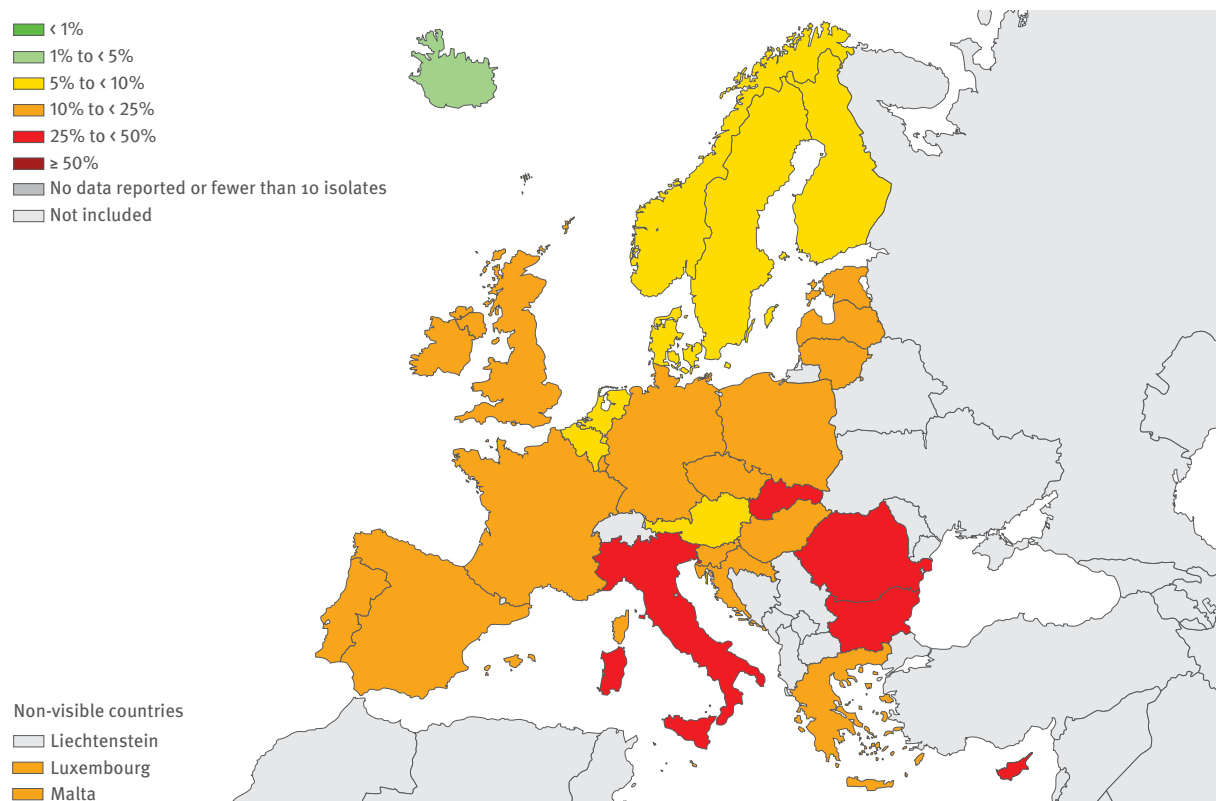 < 1%
1% to < 5%
5% to < 10%
10% to < 25%
25% to < 50%
≥ 50%
No data reported or fewer than 10 isolates
Not included
Non-visible countries
Liechtenstein
Luxembourg
Malta